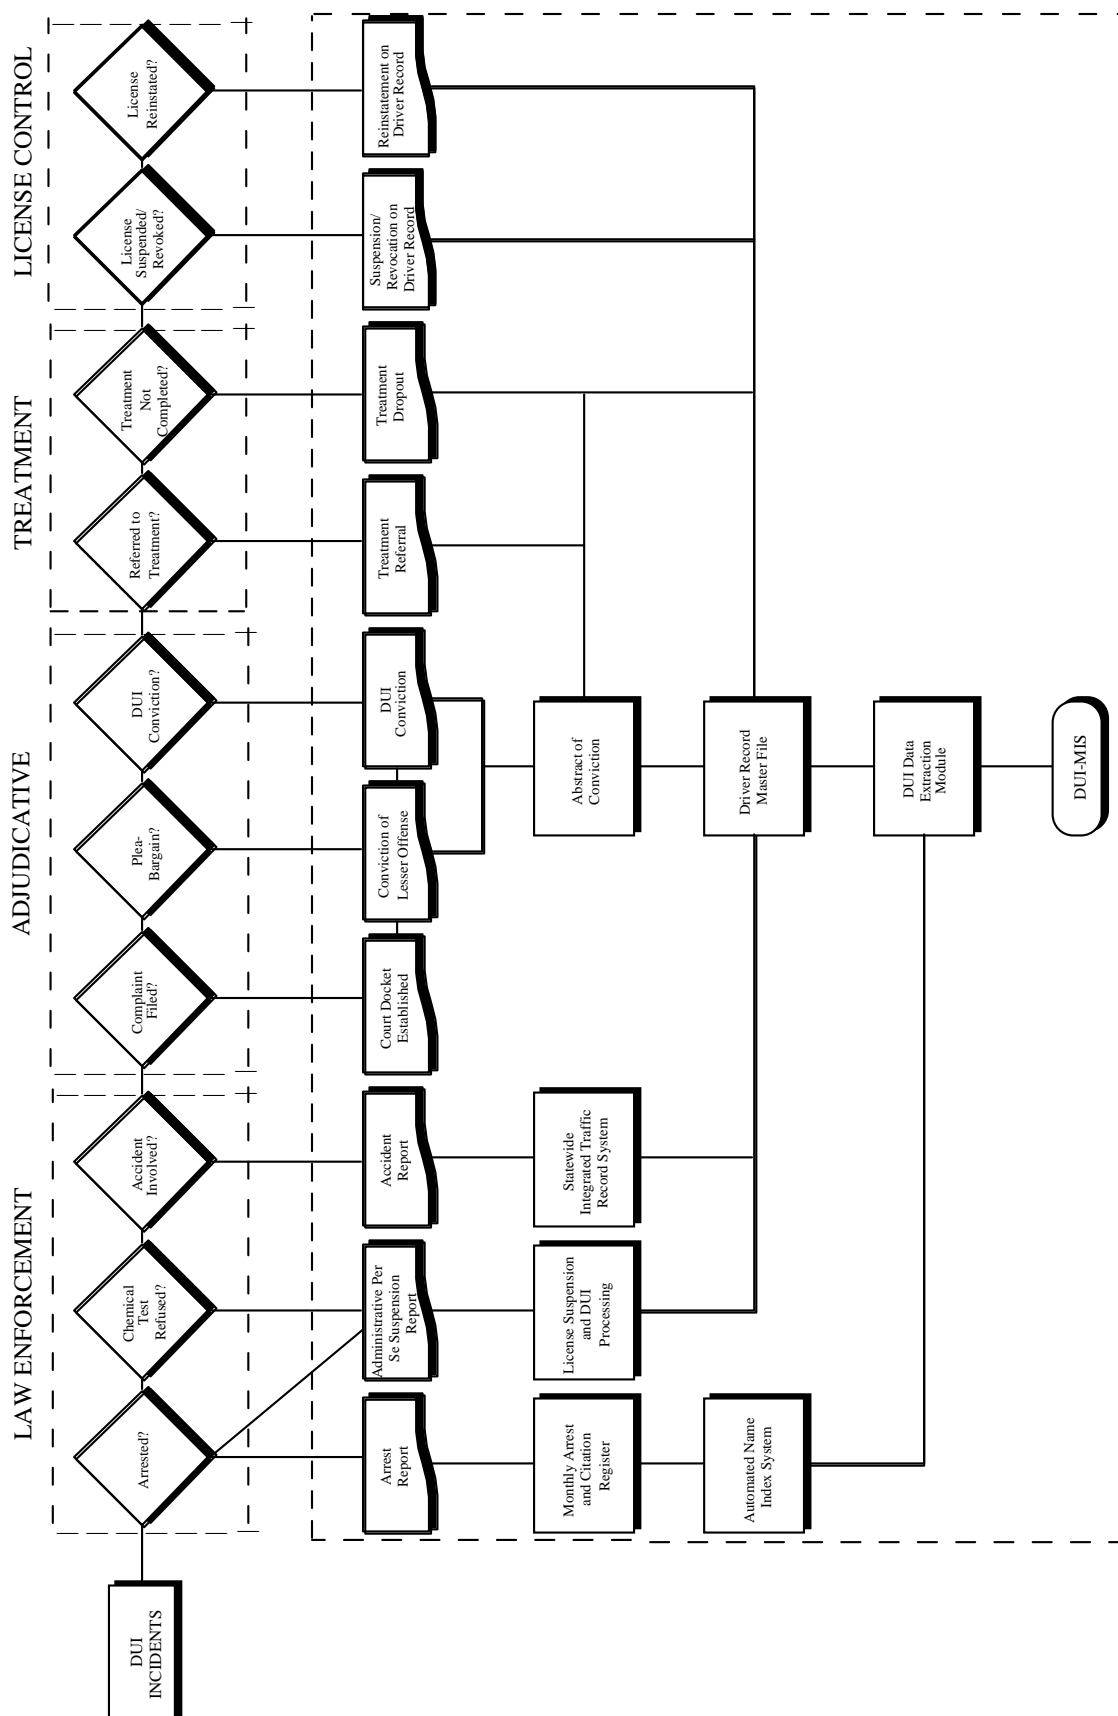 LAW ENFORCEMENT
ADJUDICATIVE
TREATMENT
LICENSE CONTROL
DUI
INCIDENTS
Arrested?
Chemical
Test
Refused?
Accident
Involved?
Complaint
Filed?
Plea-
Bargain?
DUI
Conviction?
Referred to
Treatment?
Treatment
Not
Completed?
License
Suspended/
Revoked?
License
Reinstated?
Arrest
Report
Administrative Per
Se Suspension
Report
Accident
Report
Court Docket
Established
Conviction of
Lesser Offense
DUI
Conviction
Treatment
Referral
Treatment
Dropout
Suspension/
Revocation on
Driver Record
Reinstatement on
Driver Record
Monthly Arrest
and Citation
Register
License Suspension
and DUI
Processing
Statewide
Integrated Traffic
Record System
Abstract of
Conviction
Automated Name
Index System
Driver Record
Master File
DUI Data
Extraction
Module
DUI-MIS